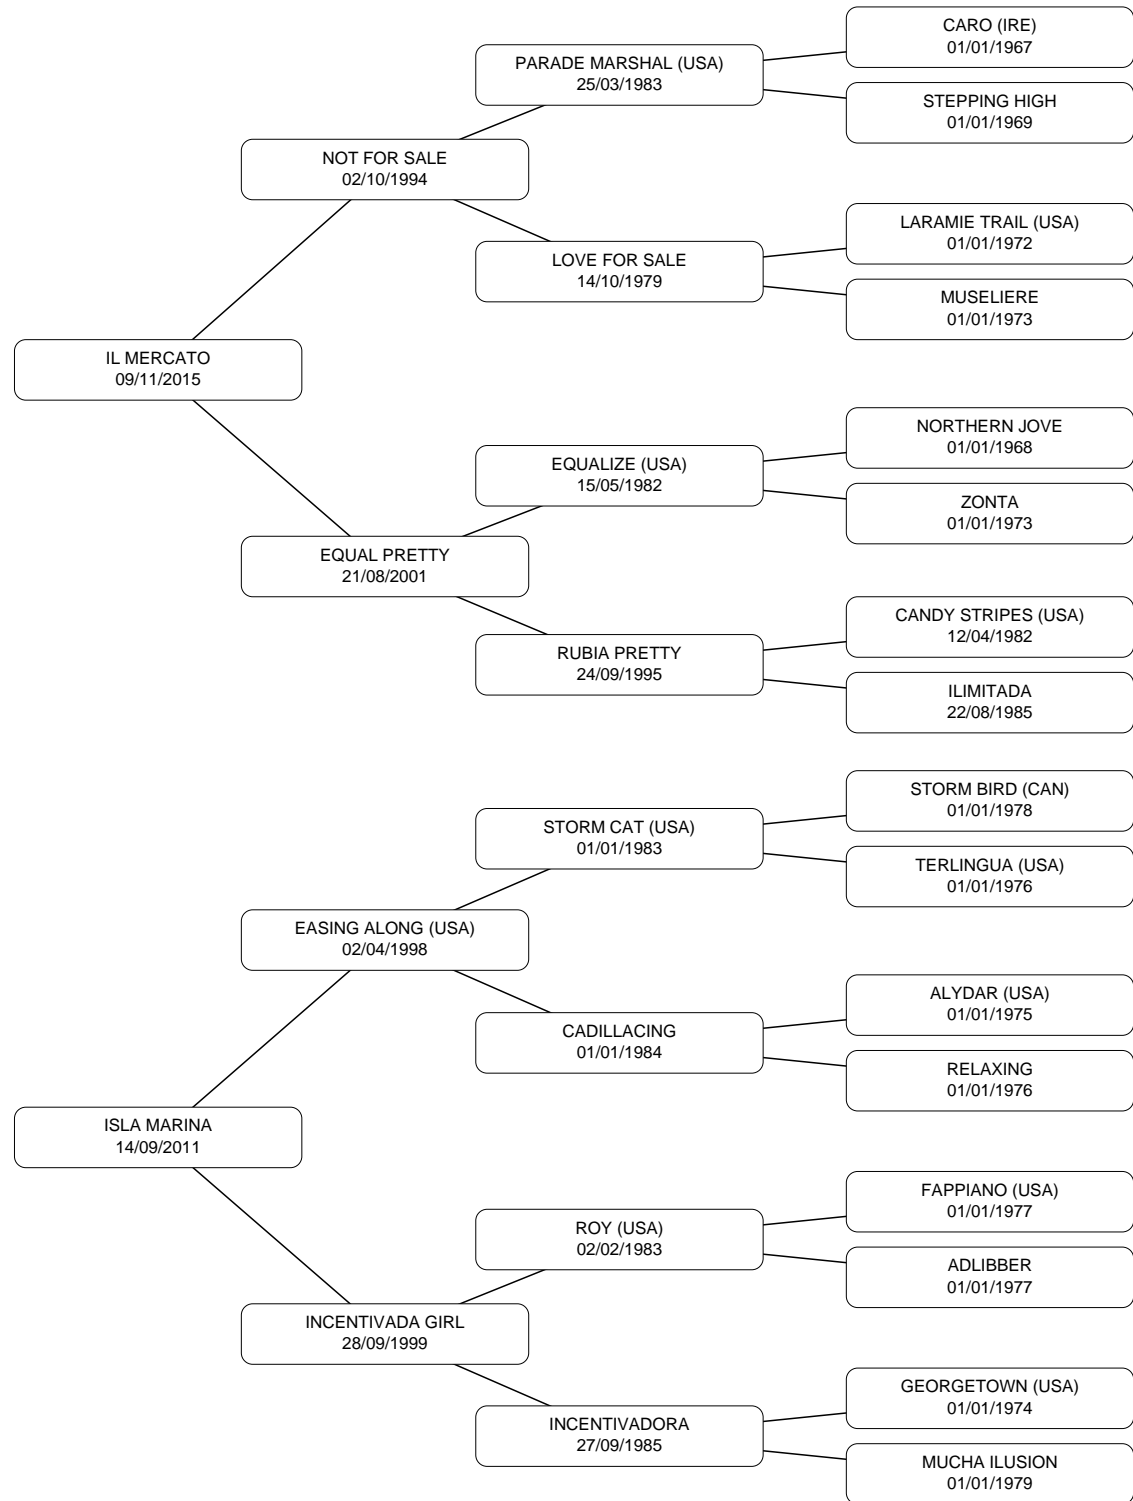 CARO (IRE)
01/01/1967
PARADE MARSHAL (USA)
25/03/1983
STEPPING HIGH
01/01/1969
NOT FOR SALE
02/10/1994
LARAMIE TRAIL (USA)
01/01/1972
LOVE FOR SALE
14/10/1979
MUSELIERE
01/01/1973
IL MERCATO
09/11/2015
NORTHERN JOVE
01/01/1968
EQUALIZE (USA)
15/05/1982
ZONTA
01/01/1973
EQUAL PRETTY
21/08/2001
CANDY STRIPES (USA)
12/04/1982
RUBIA PRETTY
24/09/1995
ILIMITADA
22/08/1985
STORM BIRD (CAN)
01/01/1978
STORM CAT (USA)
01/01/1983
TERLINGUA (USA)
01/01/1976
EASING ALONG (USA)
02/04/1998
ALYDAR (USA)
01/01/1975
CADILLACING
01/01/1984
RELAXING
01/01/1976
ISLA MARINA
14/09/2011
FAPPIANO (USA)
01/01/1977
ROY (USA)
02/02/1983
ADLIBBER
01/01/1977
INCENTIVADA GIRL
28/09/1999
GEORGETOWN (USA)
01/01/1974
INCENTIVADORA
27/09/1985
MUCHA ILUSION
01/01/1979